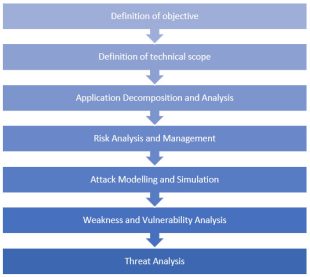 Definition of objective
Definition of technical scope
Application Decomposition and Analysis
Risk Analysis and Management
Attack Modelling and Simulation
Weakness and Vulnerability Analysis
Threat Analysis